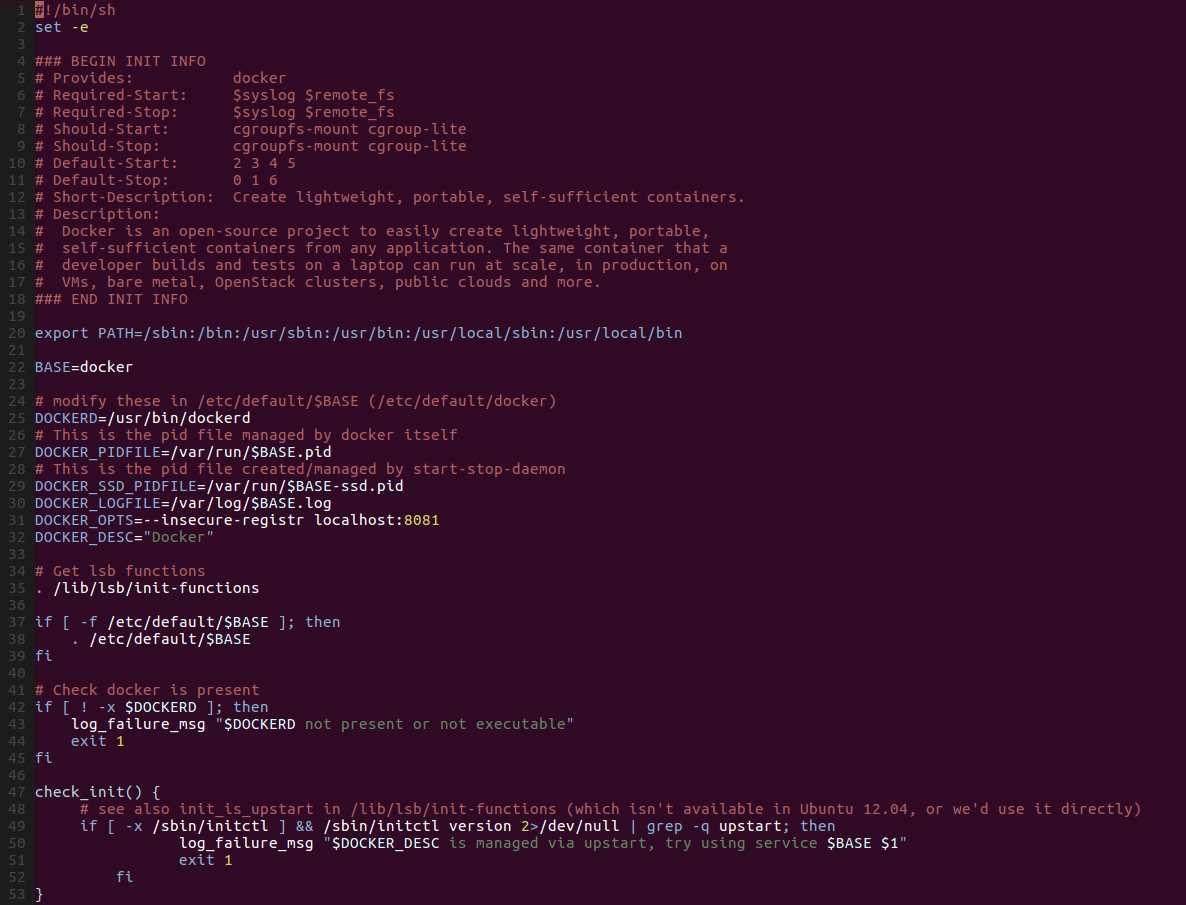 1 #!/bin/sh
2 set -e
3
4 ### BEGIN INIT INFO
5 # Provides:           docker
6 # Required-Start:     $syslog $remote_fs
7 # Required-Stop:      $syslog $remote_fs
8 # Should-Start:       cgroupfs-mount cgroup-lite
9 # Should-Stop:        cgroupfs-mount cgroup-lite
10 # Default-Start:      2 3 4 5
11 # Default-Stop:       0 1 6
12 # Short-Description:  Create lightweight, portable, self-sufficient containers.
13 # Description:
14 #  Docker is an open-source project to easily create lightweight, portable,
15 #  self-sufficient containers from any application. The same container that a
16 #  developer builds and tests on a laptop can run at scale, in production, on
17 #  VMs, bare metal, OpenStack clusters, public clouds and more.
18 ### END INIT INFO
19
20 export PATH=/sbin:/bin:/usr/sbin:/usr/bin:/usr/local/sbin:/usr/local/bin
21
22 BASE=docker
23
24 # modify these in /etc/default/$BASE (/etc/default/docker)
25 DOCKERD=/usr/bin/dockerd
26 # This is the pid file managed by docker itself
27 DOCKER_PIDFILE=/var/run/$BASE.pid
28 # This is the pid file created/managed by start-stop-daemon
29 DOCKER_SSD_PIDFILE=/var/run/$BASE-ssd.pid
30 DOCKER_LOGFILE=/var/log/$BASE.log
31 DOCKER_OPTS=--insecure-registr localhost:8081
32 DOCKER_DESC="Docker"
33
34 # Get lsb functions
35 . /lib/lsb/init-functions
36
37 if [ -f /etc/default/$BASE ]; then
38     . /etc/default/$BASE
39 fi
40
41 # Check docker is present
42 if [ ! -x $DOCKERD ]; then
43     log_failure_msg "$DOCKERD not present or not executable"
44     exit 1
45 fi
46
47 check_init() {
48      # see also init_is_upstart in /lib/lsb/init-functions (which isn't available in Ubuntu 12.04, or we'd use it directly)
49      if [ -x /sbin/initctl ] && /sbin/initctl version 2>/dev/null | grep -q upstart; then
50                 log_failure_msg "$DOCKER_DESC is managed via upstart, try using service $BASE $1"
51                 exit 1
52          fi
53 }